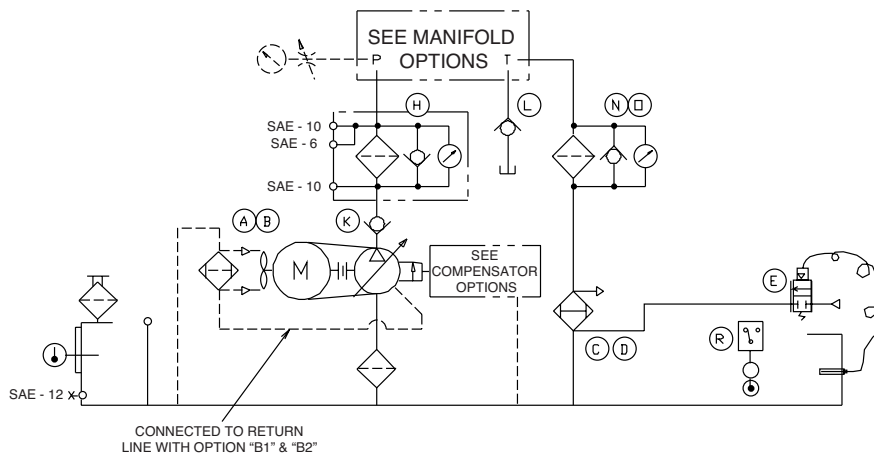 SEE MANIFOLD
OPTIONS
P
T
H
L
N
O
SAE - 10
SAE - 6
SAE - 10
A
B
K
M
SEE
COMPENSATOR
OPTIONS
E
C
D
R
SAE - 12
X
CONNECTED TO RETURN
LINE WITH OPTION “B1” & “B2”